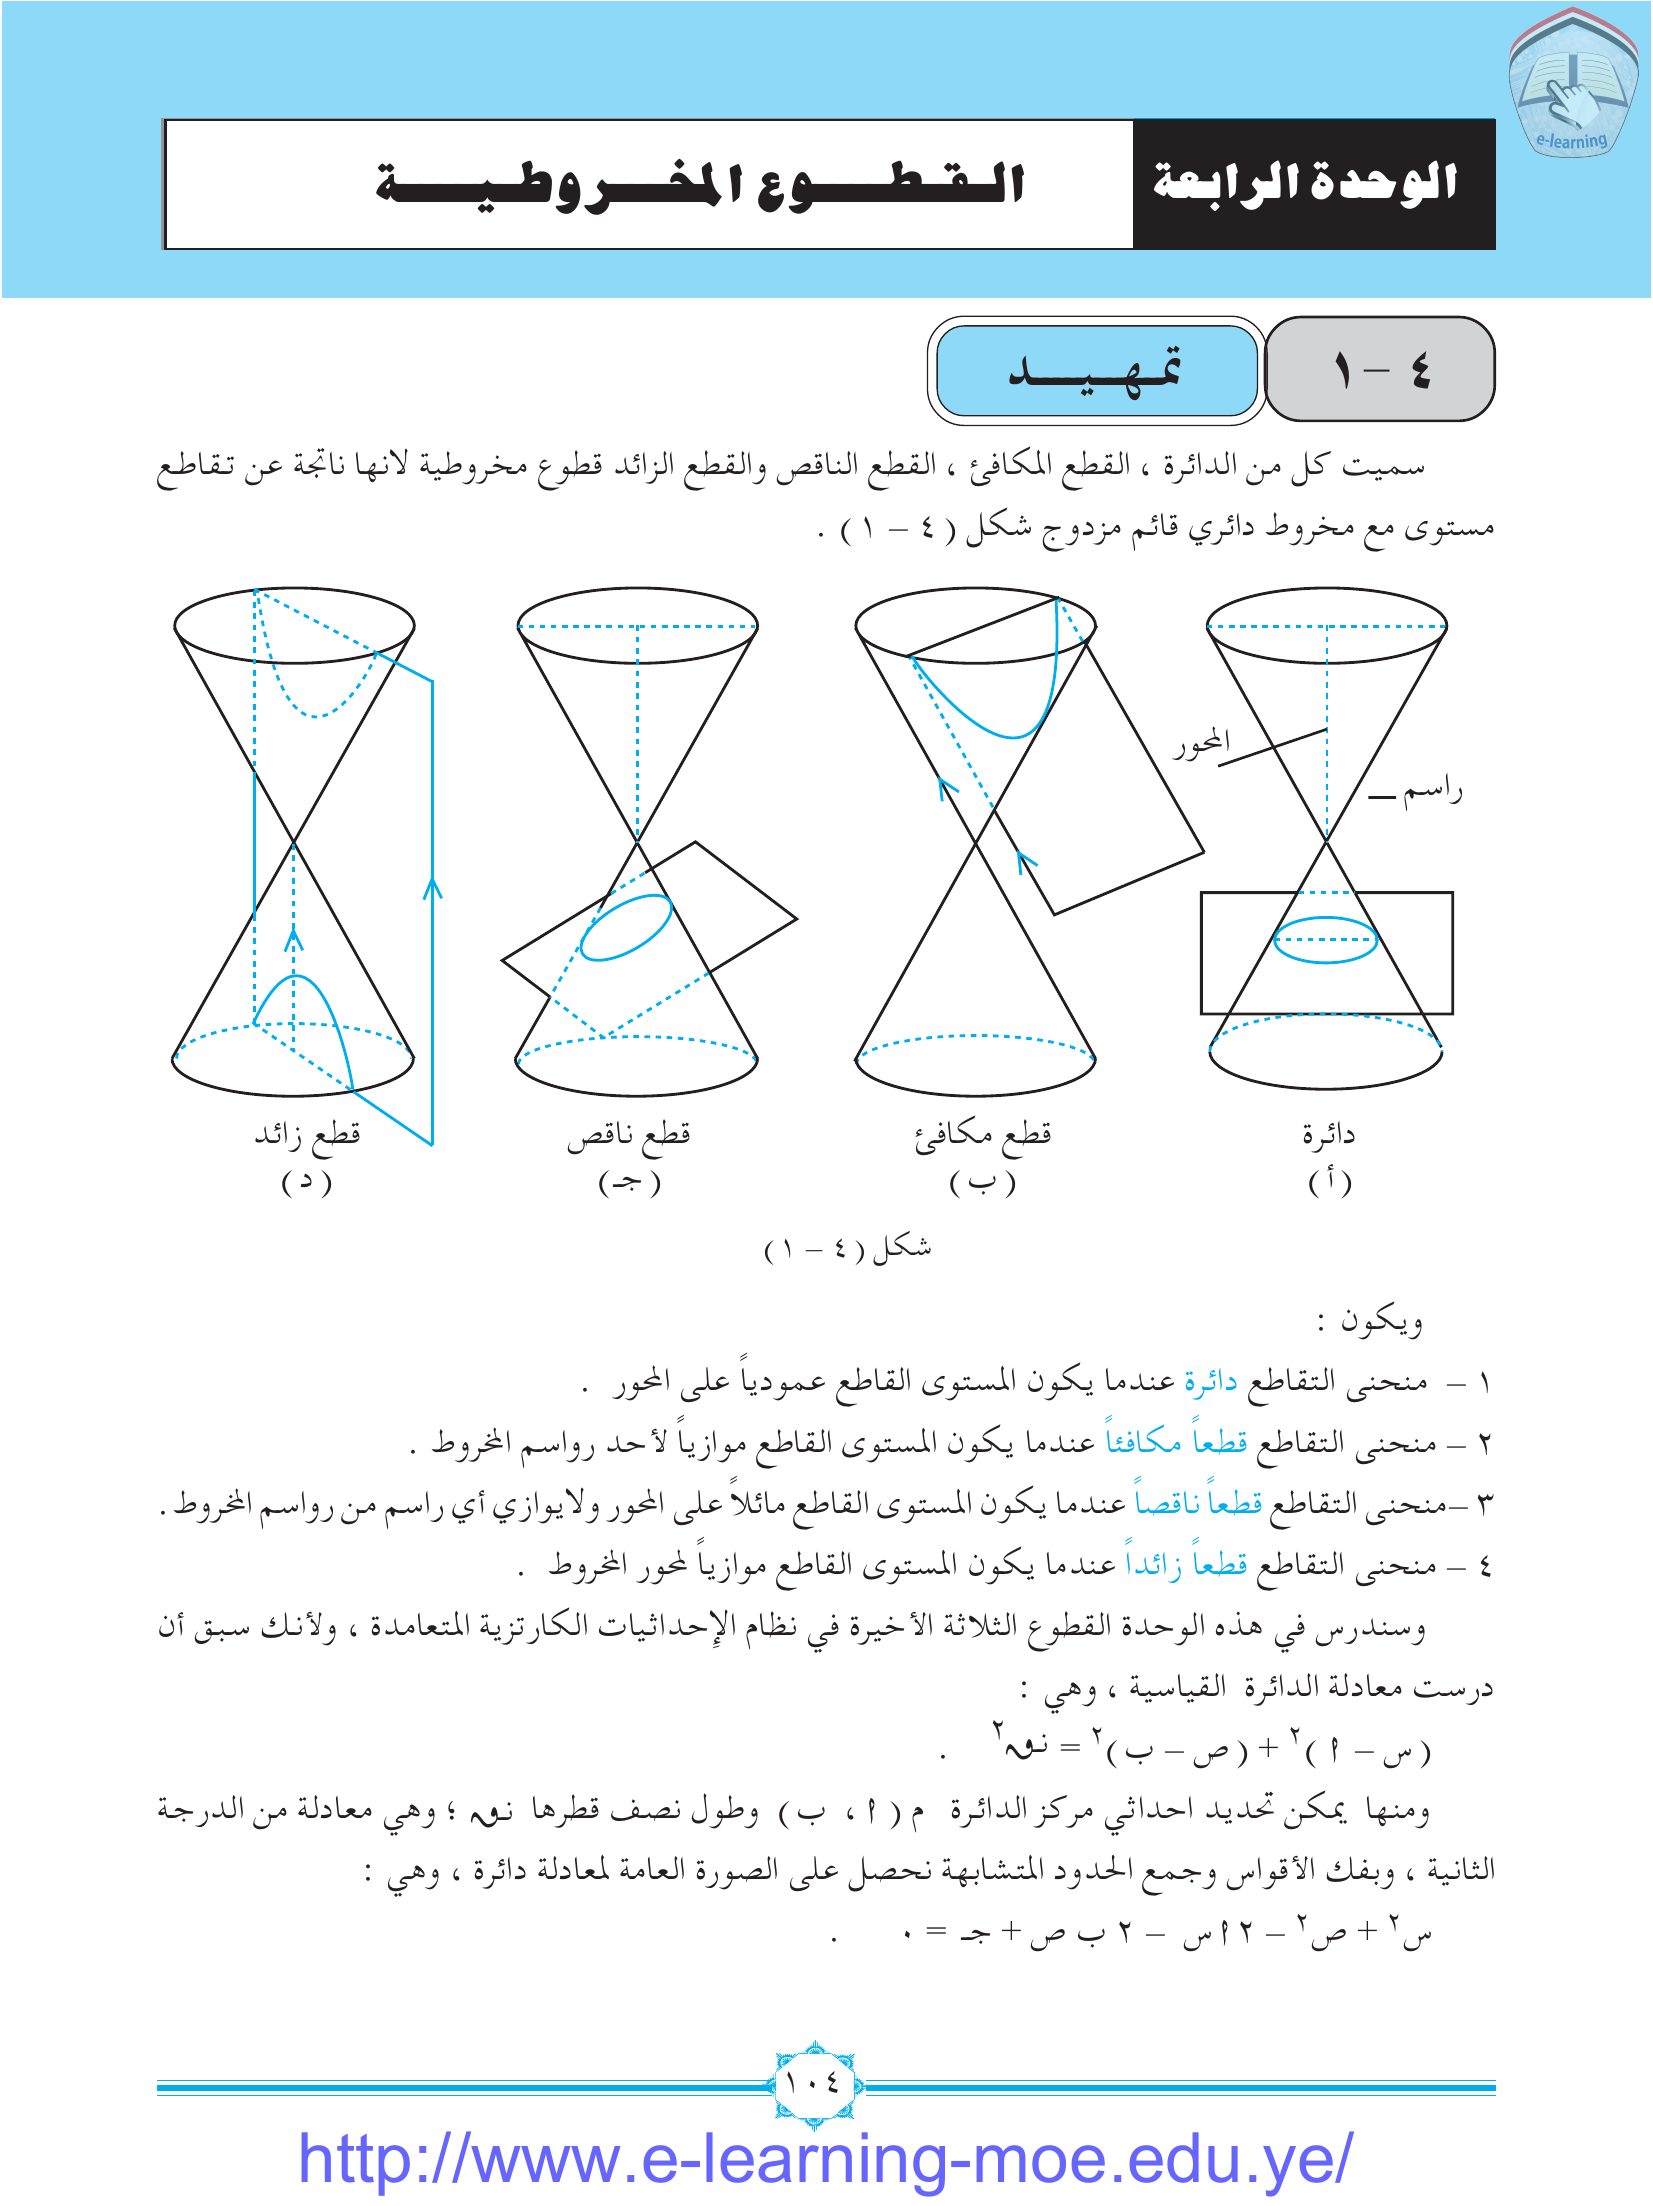 e-learning
الوحدة الرابعة
القطوع المخروطية
٤ – ١
تمهيد
سميت كل من الدائرة ، القطع المكافئ ، القطع الناقص والقطع الزائد قطوع مخروطية لانها ناتجة عن تقاطع
مستوى مع مخروط دائري قائم مزدوج شكل ( ٤ – ١ ) .
المحور
راسم
دائرة
( أ )
قطع مكافئ
( ب )
قطع ناقص
( جـ )
قطع زائد
( د )
شكل ( ٤ – ١ )
ويكون :
١ – منحنى التقاطع دائرة عندما يكون المستوى القاطع عمودياً على المحور .
٢ – منحنى التقاطع قطعاً مكافئاً عندما يكون المستوى القاطع موازياً لأحد رواسم المخروط .
٣ –منحنى التقاطع قطعاً ناقصاً عندما يكون المستوى القاطع مائلاً على المحور ولايوازي أي راسم من رواسم المخروط .
٤ – منحنى التقاطع قطعاً زائداً عندما يكون المستوى القاطع موازياً لمحور المخروط .
وسندرس في هذه الوحدة القطوع الثلاثة الأخيرة في نظام الإحداثيات الكارتزية المتعامدة ، ولأنك سبق أن
درست معادلة الدائرة القياسية ، وهي :
( س – ا )٢ + ( ص – ب )٢ = نق٢ .
ومنها يمكن تحديد احداثي مركز الدائرة م ( ا ، ب ) وطول نصف قطرها نق ؛ وهي معادلة من الدرجة
الثانية ، وبفك الأقواس وجمع الحدود المتشابهة نحصل على الصورة العامة لمعادلة دائرة ، وهي :
س٢ + ص٢ – ٢ ا س – ٢ ب ص + جـ = ٠ .
١٠٤
http://www.e-learning-moe.edu.ye/